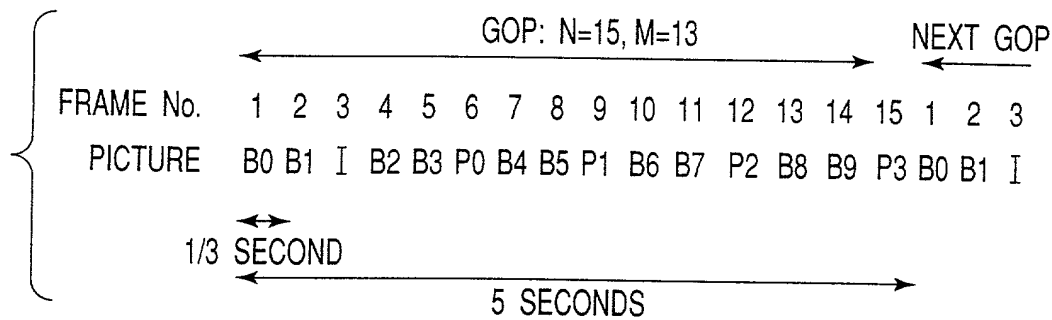 GOP: N=15, M=13 NEXT GOP
FRAME No. 1 2 3 4 5 6 7 8 9 10 11 12 13 14 15 1 2 3
PICTURE B0 B1 I B2 B3 P0 B4 B5 P1 B6 B7 P2 B8 B9 P3 B0 B1 I
1/3 SECOND
5 SECONDS